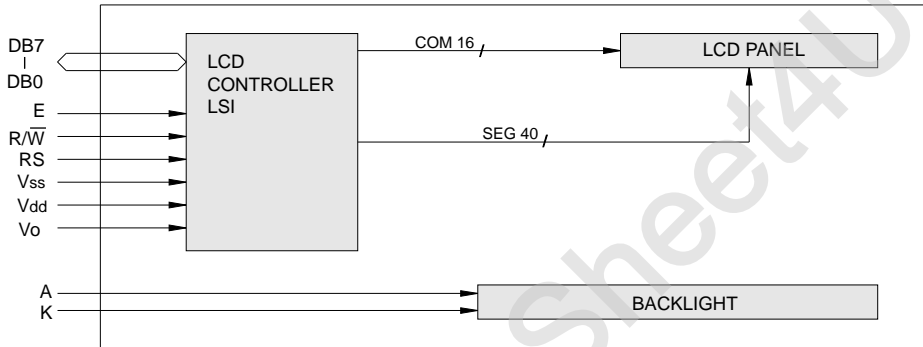 DB7
DB0
E
R/W̅
RS
Vss
Vdd
Vo
A
K
LCD
CONTROLLER
LSI
COM 16
SEG 40
LCD PANEL
BACKLIGHT
Sheet4U